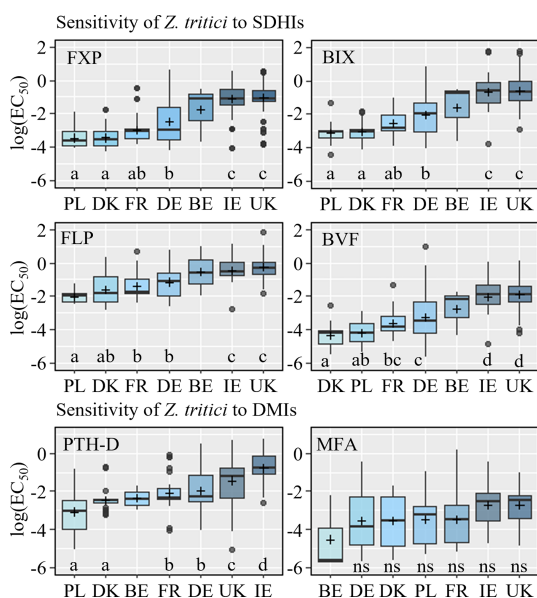 Sensitivity of Z. tritici to SDHIs
FXP BIX
log(EC50)
2 0 -2 -4 -6
2 0 -2 -4 -6
a a ab b c c
a a ab b c c
PL DK FR DE BE IE UK
PL DK FR DE BE IE UK
FLP BVF
log(EC50)
2 0 -2 -4 -6
2 0 -2 -4 -6
a ab b b c c
a ab bc c d d
PL DK FR DE BE IE UK
DK PL FR DE BE IE UK
Sensitivity of Z. tritici to DMIs
PTH-D MFA
log(EC50)
0 -2 -4 -6
0 -2 -4 -6
a a b b c d
ns ns ns ns ns ns
PL DK BE FR DE UK IE
BE DE DK PL FR IE UK